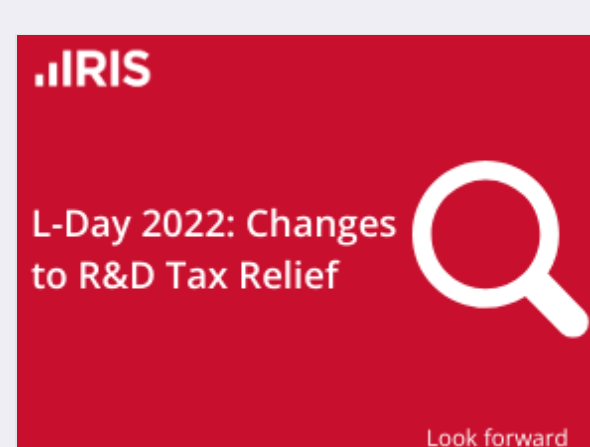 IRIS
L-Day 2022: Changes
to R&D Tax Relief
Look forward